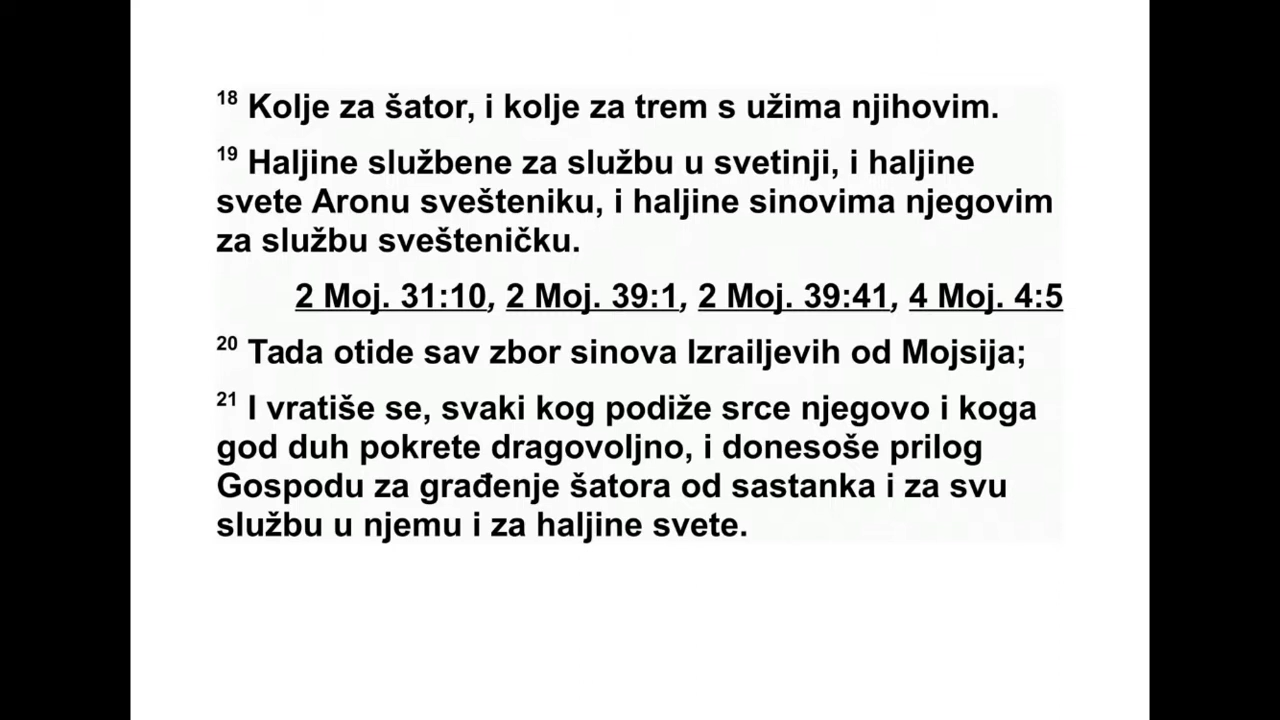 18 Kolje za šator, i kolje za trem s užima njihovim.
19 Haljine službene za službu u svetinji, i haljine
svete Aronu svešteniku, i haljine sinovima njegovim
za službu svešteničku.
2 Moj. 31:10, 2 Moj. 39:1, 2 Moj. 39:41, 4 Moj. 4:5
20 Tada otide sav zbor sinova Izrailjevih od Mojsija;
21 I vratiše se, svaki kog podiže srce njegovo i koga
god duh pokrete dragovoljno, i donesoše prilog
Gospodu za građenje šatora od sastanka i za svu
službu u njemu i za haljine svete.